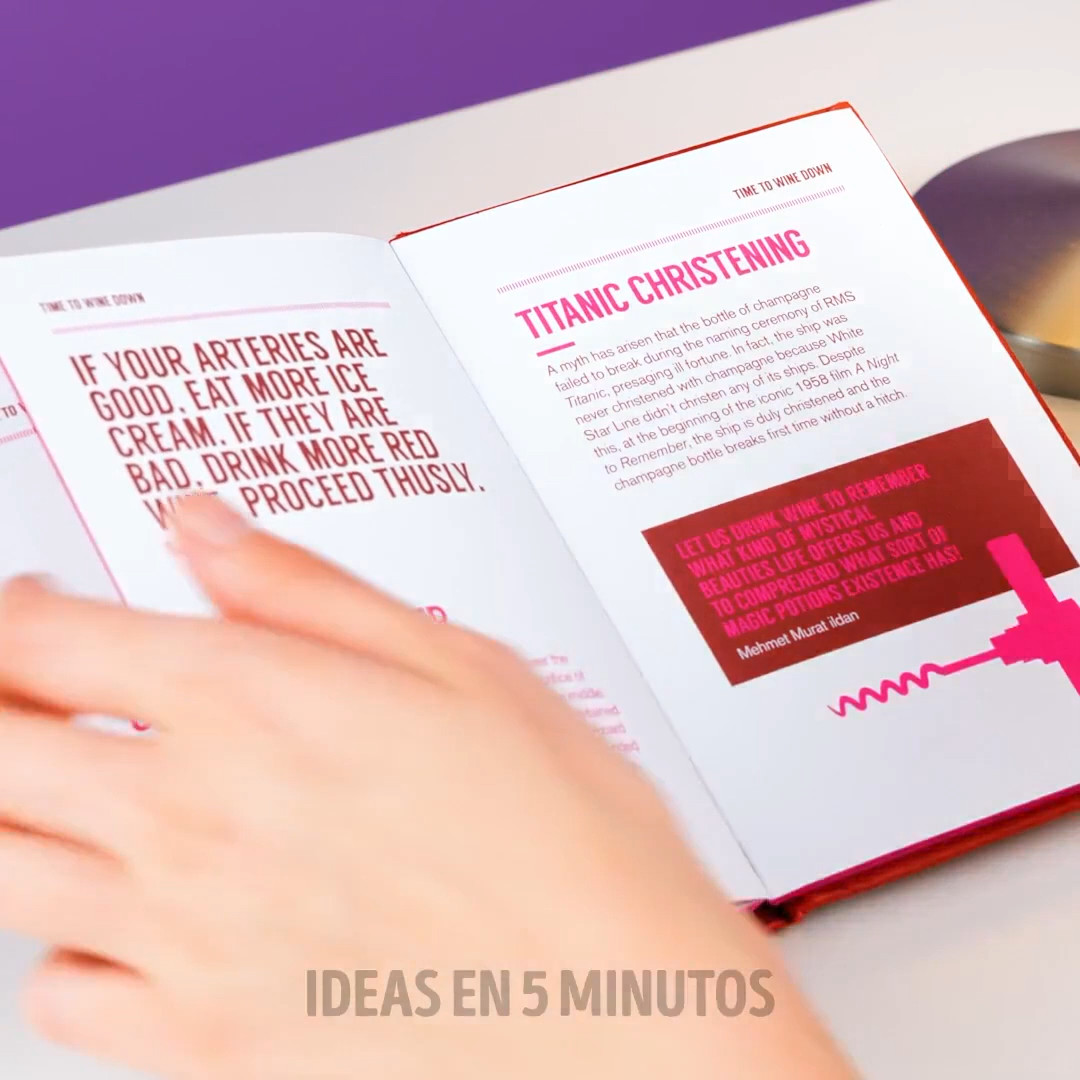 TIME TO WINE DOWN
IF YOUR ARTERIES ARE
GOOD, EAT MORE ICE
CREAM. IF THEY ARE
BAD, DRINK MORE RED
PROCEED THUSLY.
TIME TO WINE DOWN
TITANIC CHRISTENING
A myth has arisen that the bottle of champagne
failed to break during the naming ceremony of RMS
Titanic, presaging ill fortune. In fact, the ship was
never christened with champagne because White
Star Line didn't christen any of its ships. Despite
this, at the beginning of the iconic 1958 film A Night
to Remember, the ship is duly christened and the
champagne bottle breaks first time without a hitch.
LET US DRINK WINE TO REMEMBER
WHAT KIND OF MYSTICAL
BEAUTIES LIFE OFFERS US AND
TO COMPREHEND WHAT SORT OF
MAGIC POTIONS EXISTENCE HAS!
Mehmet Murat ildan
IDEAS EN 5 MINUTOS